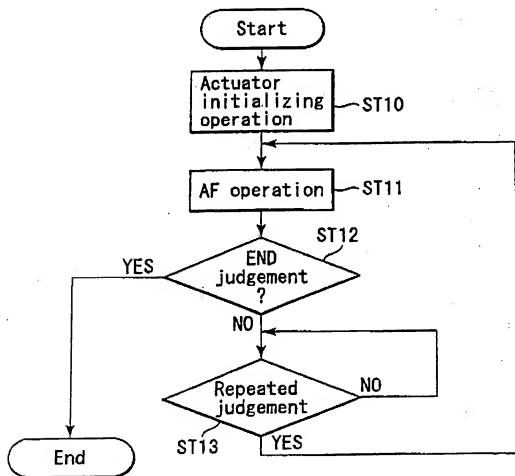 Start
Actuator
initializing
operation
ST10
AF operation
ST11
ST12
YES
END
judgement
?
NO
Repeated
judgement
NO
ST13
YES
End